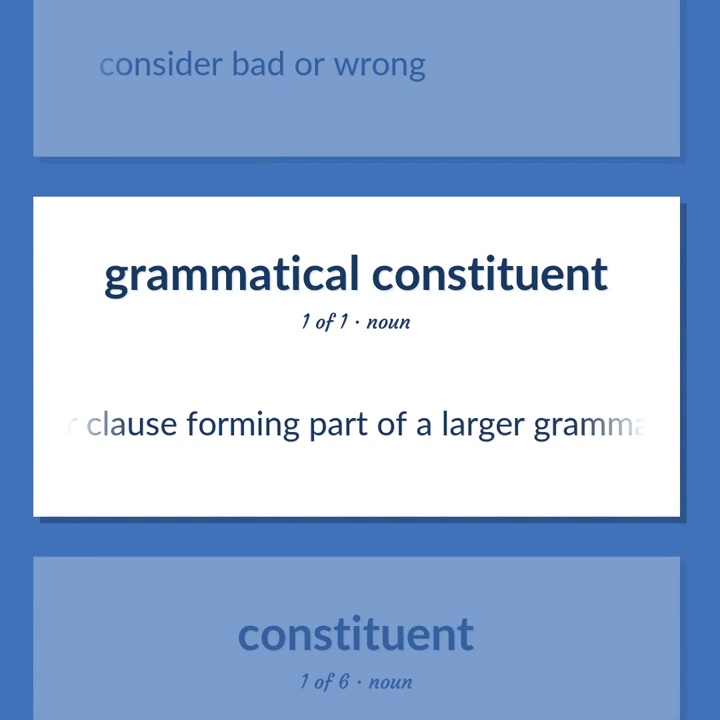 consider bad or wrong
grammatical constituent
1 of 1 · noun
clause forming part of a larger
constituent
1 of 6 · noun